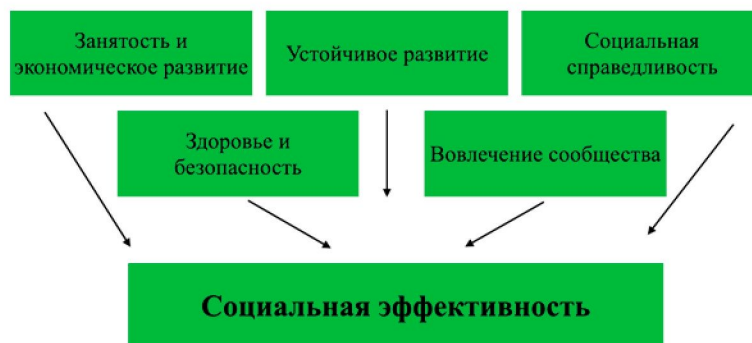 Занятость и
экономическое развитие
Устойчивое развитие
Социальная
справедливость
Здоровье и
безопасность
Вовлечение сообщества
Социальная эффективность